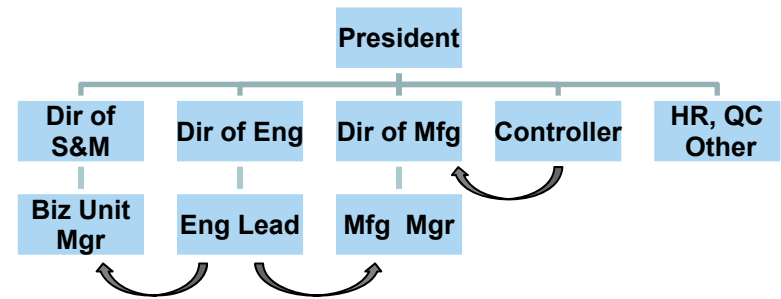 President
Dir of
S&M
Dir of Eng
Dir of Mfg
Controller
HR, QC
Other
Biz Unit
Mgr
Eng Lead
Mfg Mgr